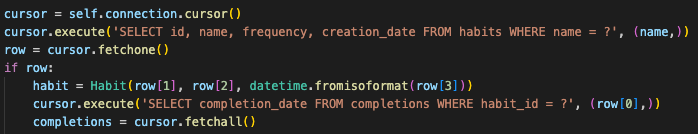 cursor = self.connection.cursor()
cursor.execute('SELECT id, name, frequency, creation_date FROM habits WHERE name = ?', (name,))
row = cursor.fetchone()
if row:
    habit = Habit(row[1], row[2], datetime.fromisoformat(row[3]))
    cursor.execute('SELECT completion_date FROM completions WHERE habit_id = ?', (row[0],))
    completions = cursor.fetchall()